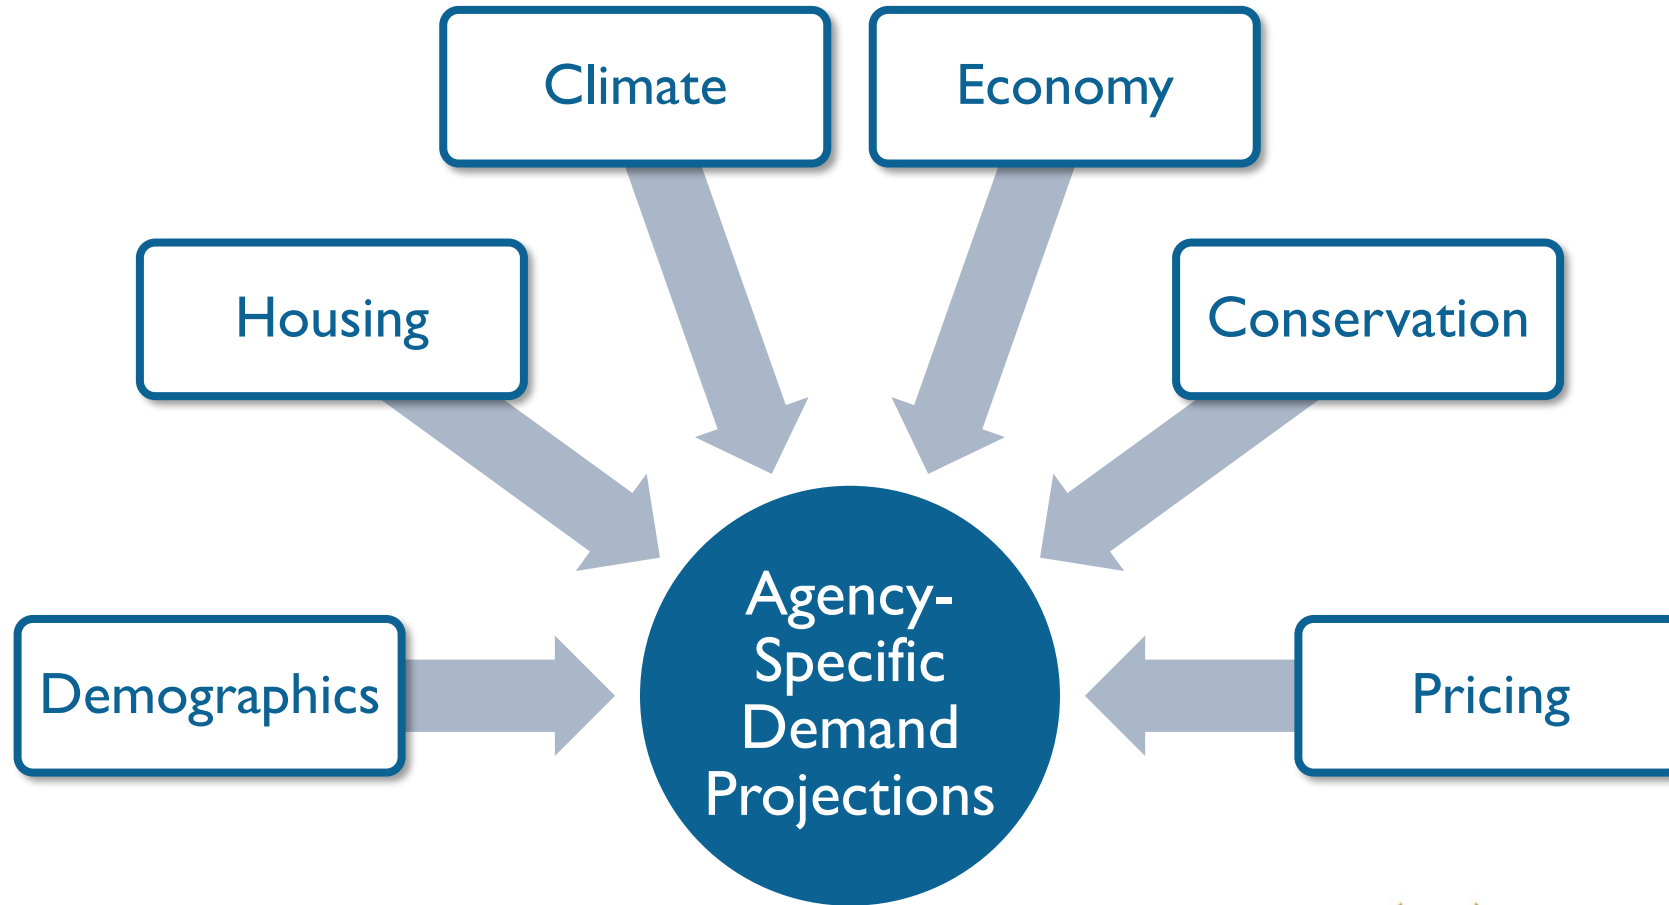 Climate
Economy
Housing
Conservation
Demographics
Agency-
Specific
Demand
Projections
Pricing